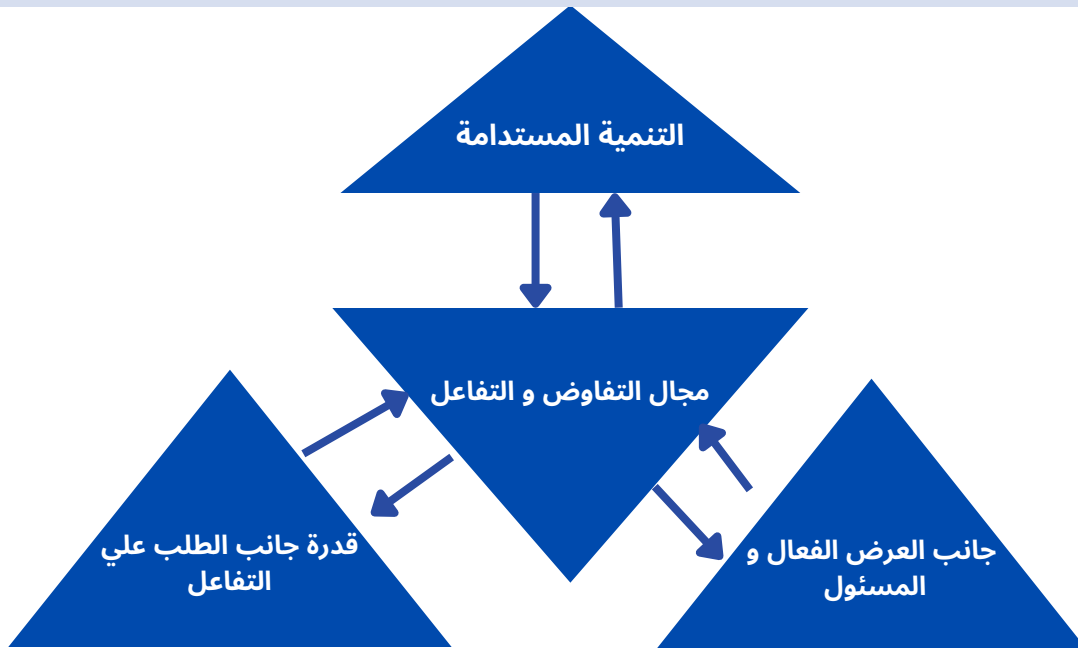 التنمية المستدامة
مجال التفاوض و التفاعل
جانب العرض الفعال و
المسئول
قدرة جانب الطلب علي
التفاعل